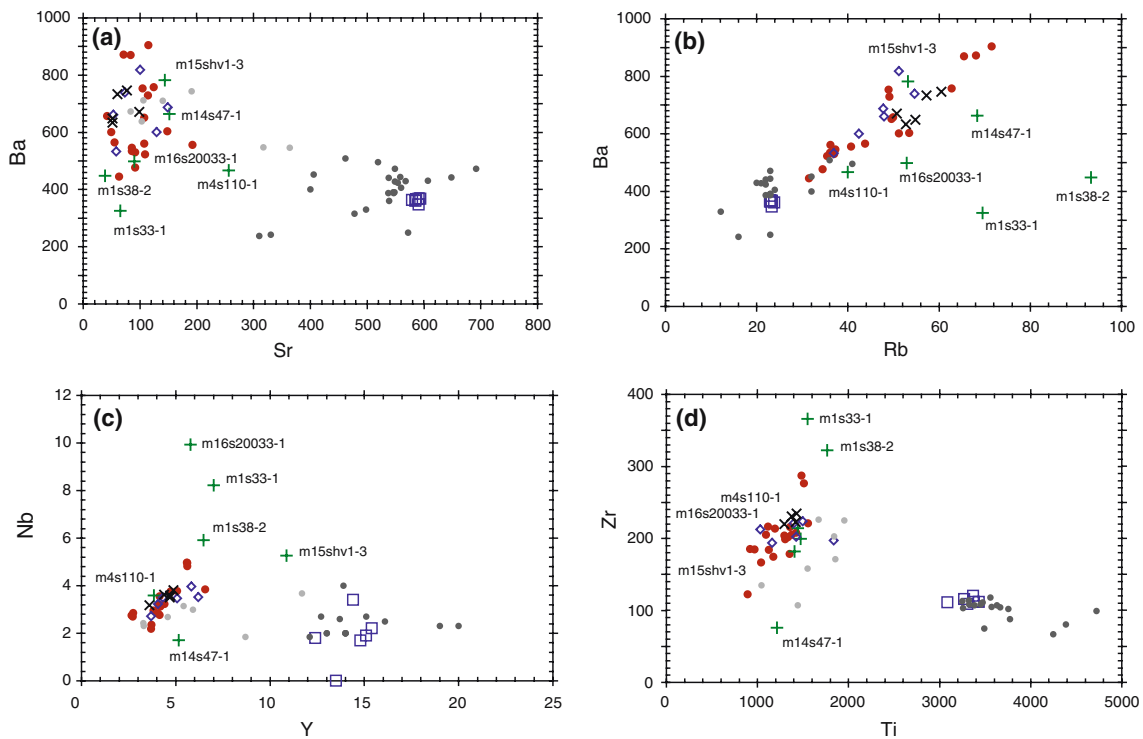 (a)
1000
800
600
400
200
0
Ba
0 100 200 300 400 500 600 700 800
Sr
m15shv1-3
m14s47-1
m16s20033-1
m4s110-1
m1s38-2
m1s33-1
(b)
1000
800
600
400
200
0
Ba
0 20 40 60 80 100
Rb
m15shv1-3
m14s47-1
m16s20033-1
m4s110-1
m1s38-2
m1s33-1
(c)
12
10
8
6
4
2
0
Nb
0 5 10 15 20 25
Y
m16s20033-1
m1s33-1
m1s38-2
m15shv1-3
m4s110-1
m14s47-1
(d)
400
300
200
100
0
Zr
0 1000 2000 3000 4000 5000
Ti
m1s33-1
m1s38-2
m4s110-1
m16s20033-1
m15shv1-3
m14s47-1